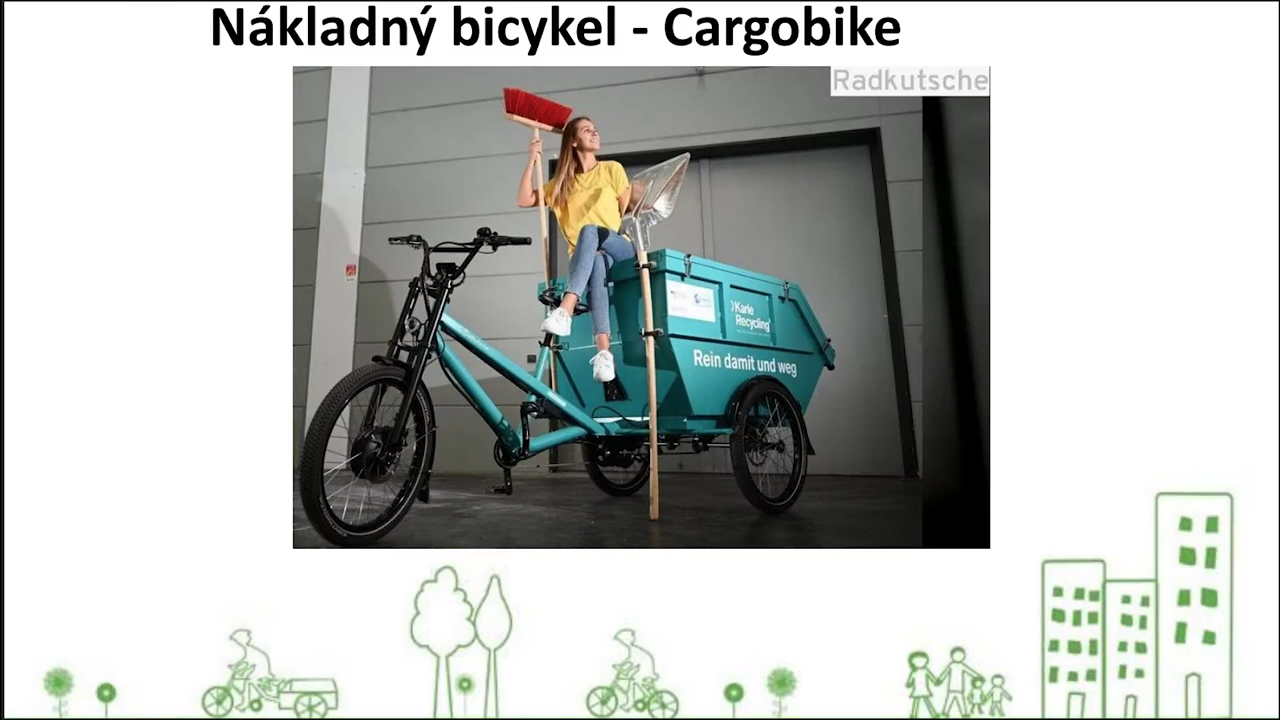 Nákladný bicykel - Cargobike
Radkutsche
Karle
Recycling
Rein damit und weg